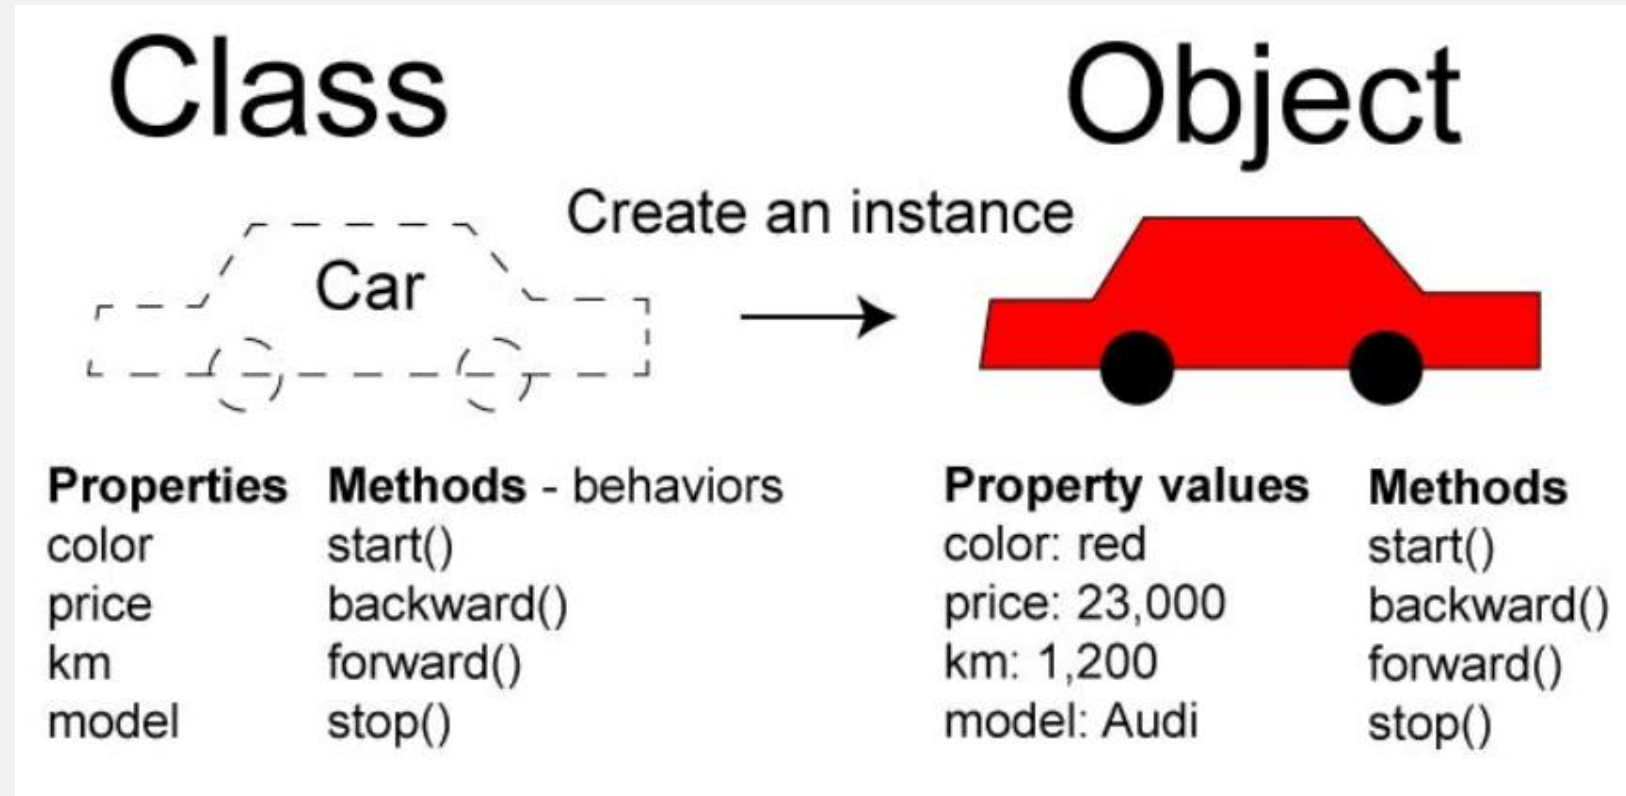 Class
Object
Create an instance
Car
Properties
color
price
km
model
Methods - behaviors
start()
backward()
forward()
stop()
Property values
color: red
price: 23,000
km: 1,200
model: Audi
Methods
start()
backward()
forward()
stop()